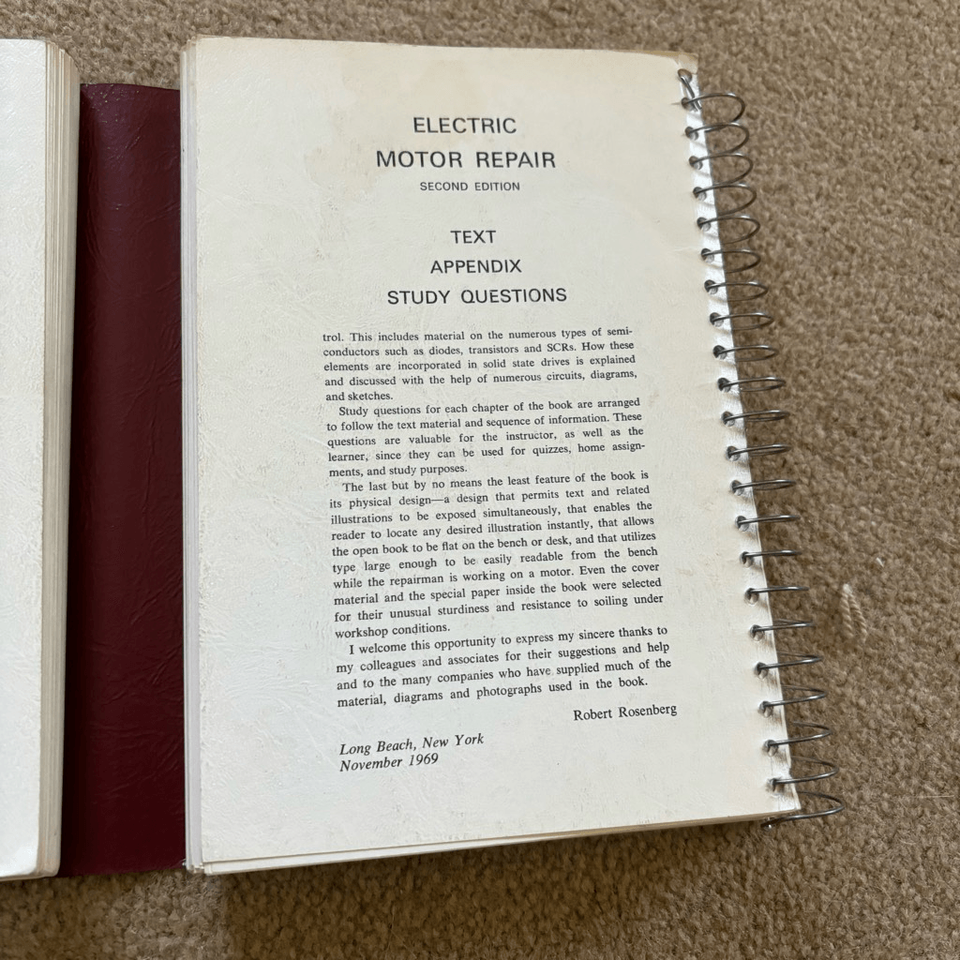 ELECTRIC
MOTOR REPAIR
SECOND EDITION
TEXT
APPENDIX
STUDY QUESTIONS
trol. This includes material on the numerous types of semi-
conductors such as diodes, transistors and SCRs. How these
elements are incorporated in solid state drives is explained
and discussed with the help of numerous circuits, diagrams,
and sketches.
Study questions for each chapter of the book are arranged
to follow the text material and sequence of information. These
questions are valuable for the instructor, as well as the
learner, since they can be used for quizzes, home assign-
ments, and study purposes.
The last but by no means the least feature of the book is
its physical design—a design that permits text and related
illustrations to be exposed simultaneously, that enables the
reader to locate any desired illustration instantly, that allows
the open book to be flat on the bench or desk, and that utilizes
type large enough to be easily readable from the bench
while the repairman is working on a motor. Even the cover
material and the special paper inside the book were selected
for their unusual sturdiness and resistance to soiling under
workshop conditions.
I welcome this opportunity to express my sincere thanks to
my colleagues and associates for their suggestions and help
and to the many companies who have supplied much of the
material, diagrams and photographs used in the book.
Robert Rosenberg
Long Beach, New York
November 1969